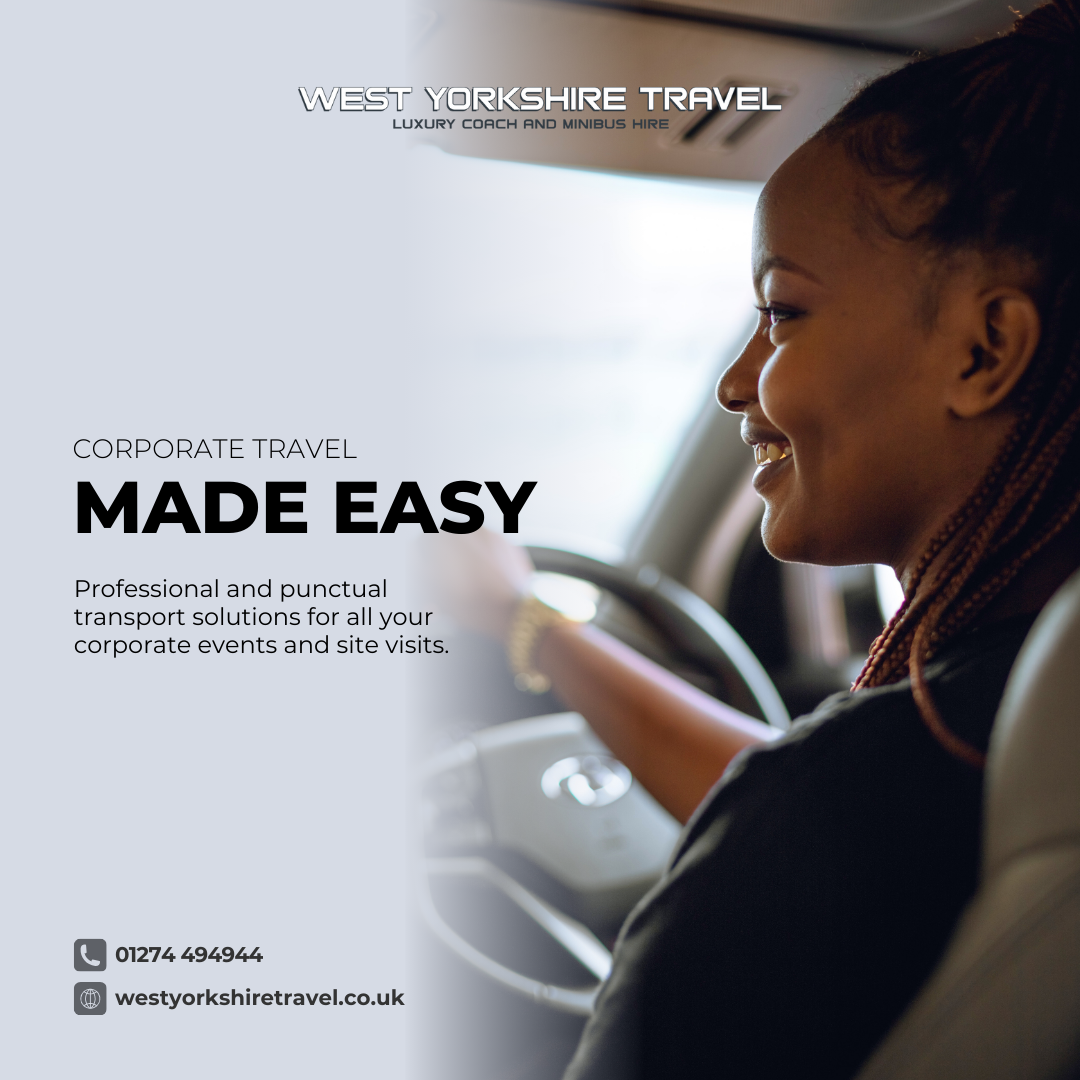 WEST YORKSHIRE TRAVEL
LUXURY COACH AND MINIBUS HIRE
CORPORATE TRAVEL
MADE EASY
Professional and punctual
transport solutions for all your
corporate events and site visits.
01274 494944
westyorkshiretravel.co.uk